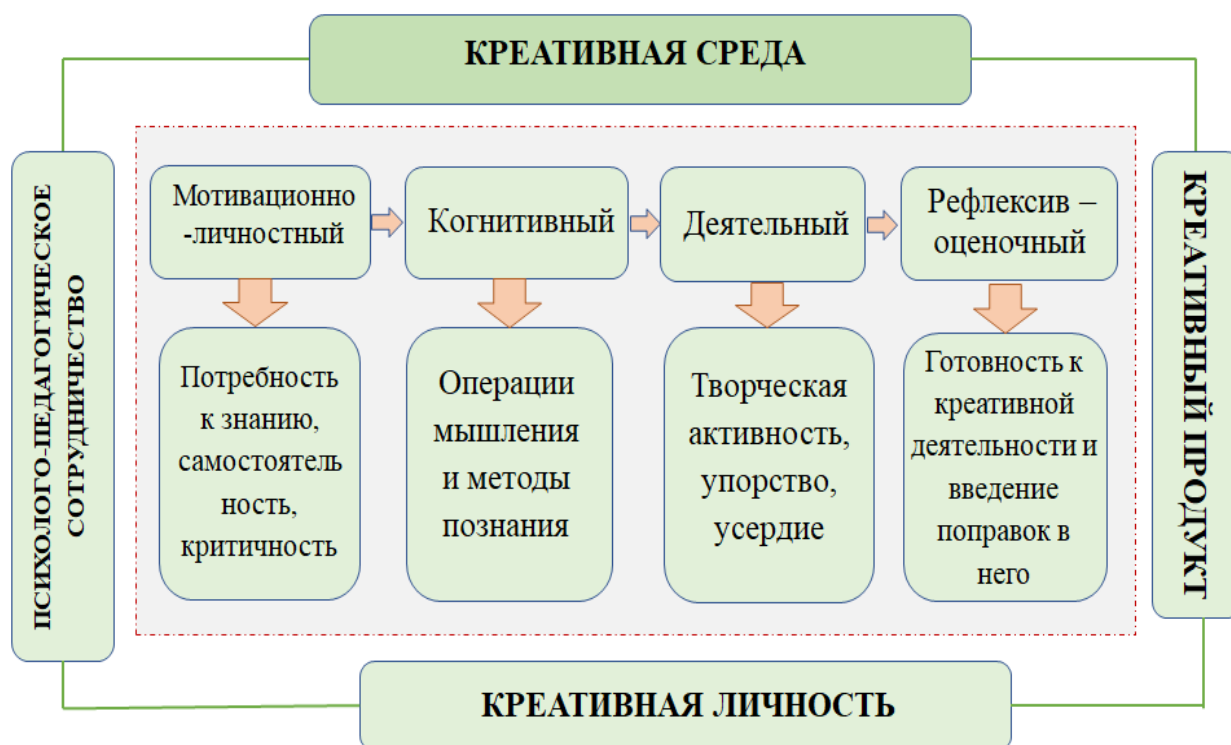 КРЕАТИВНАЯ СРЕДА
ПСИХОЛОГО-ПЕДАГОГИЧЕСКОЕ
СОТРУДНИЧЕСТВО
Мотивационно
-личностный
Когнитивный
Деятельный
Рефлексив –
оценочный
Потребность
к знанию,
самостоятель
ность,
критичность
Операции
мышления
и методы
познания
Творческая
активность,
упорство,
усердие
Готовность к
креативной
деятельности и
введение
поправок в
него
КРЕАТИВНЫЙ ПРОДУКТ
КРЕАТИВНАЯ ЛИЧНОСТЬ